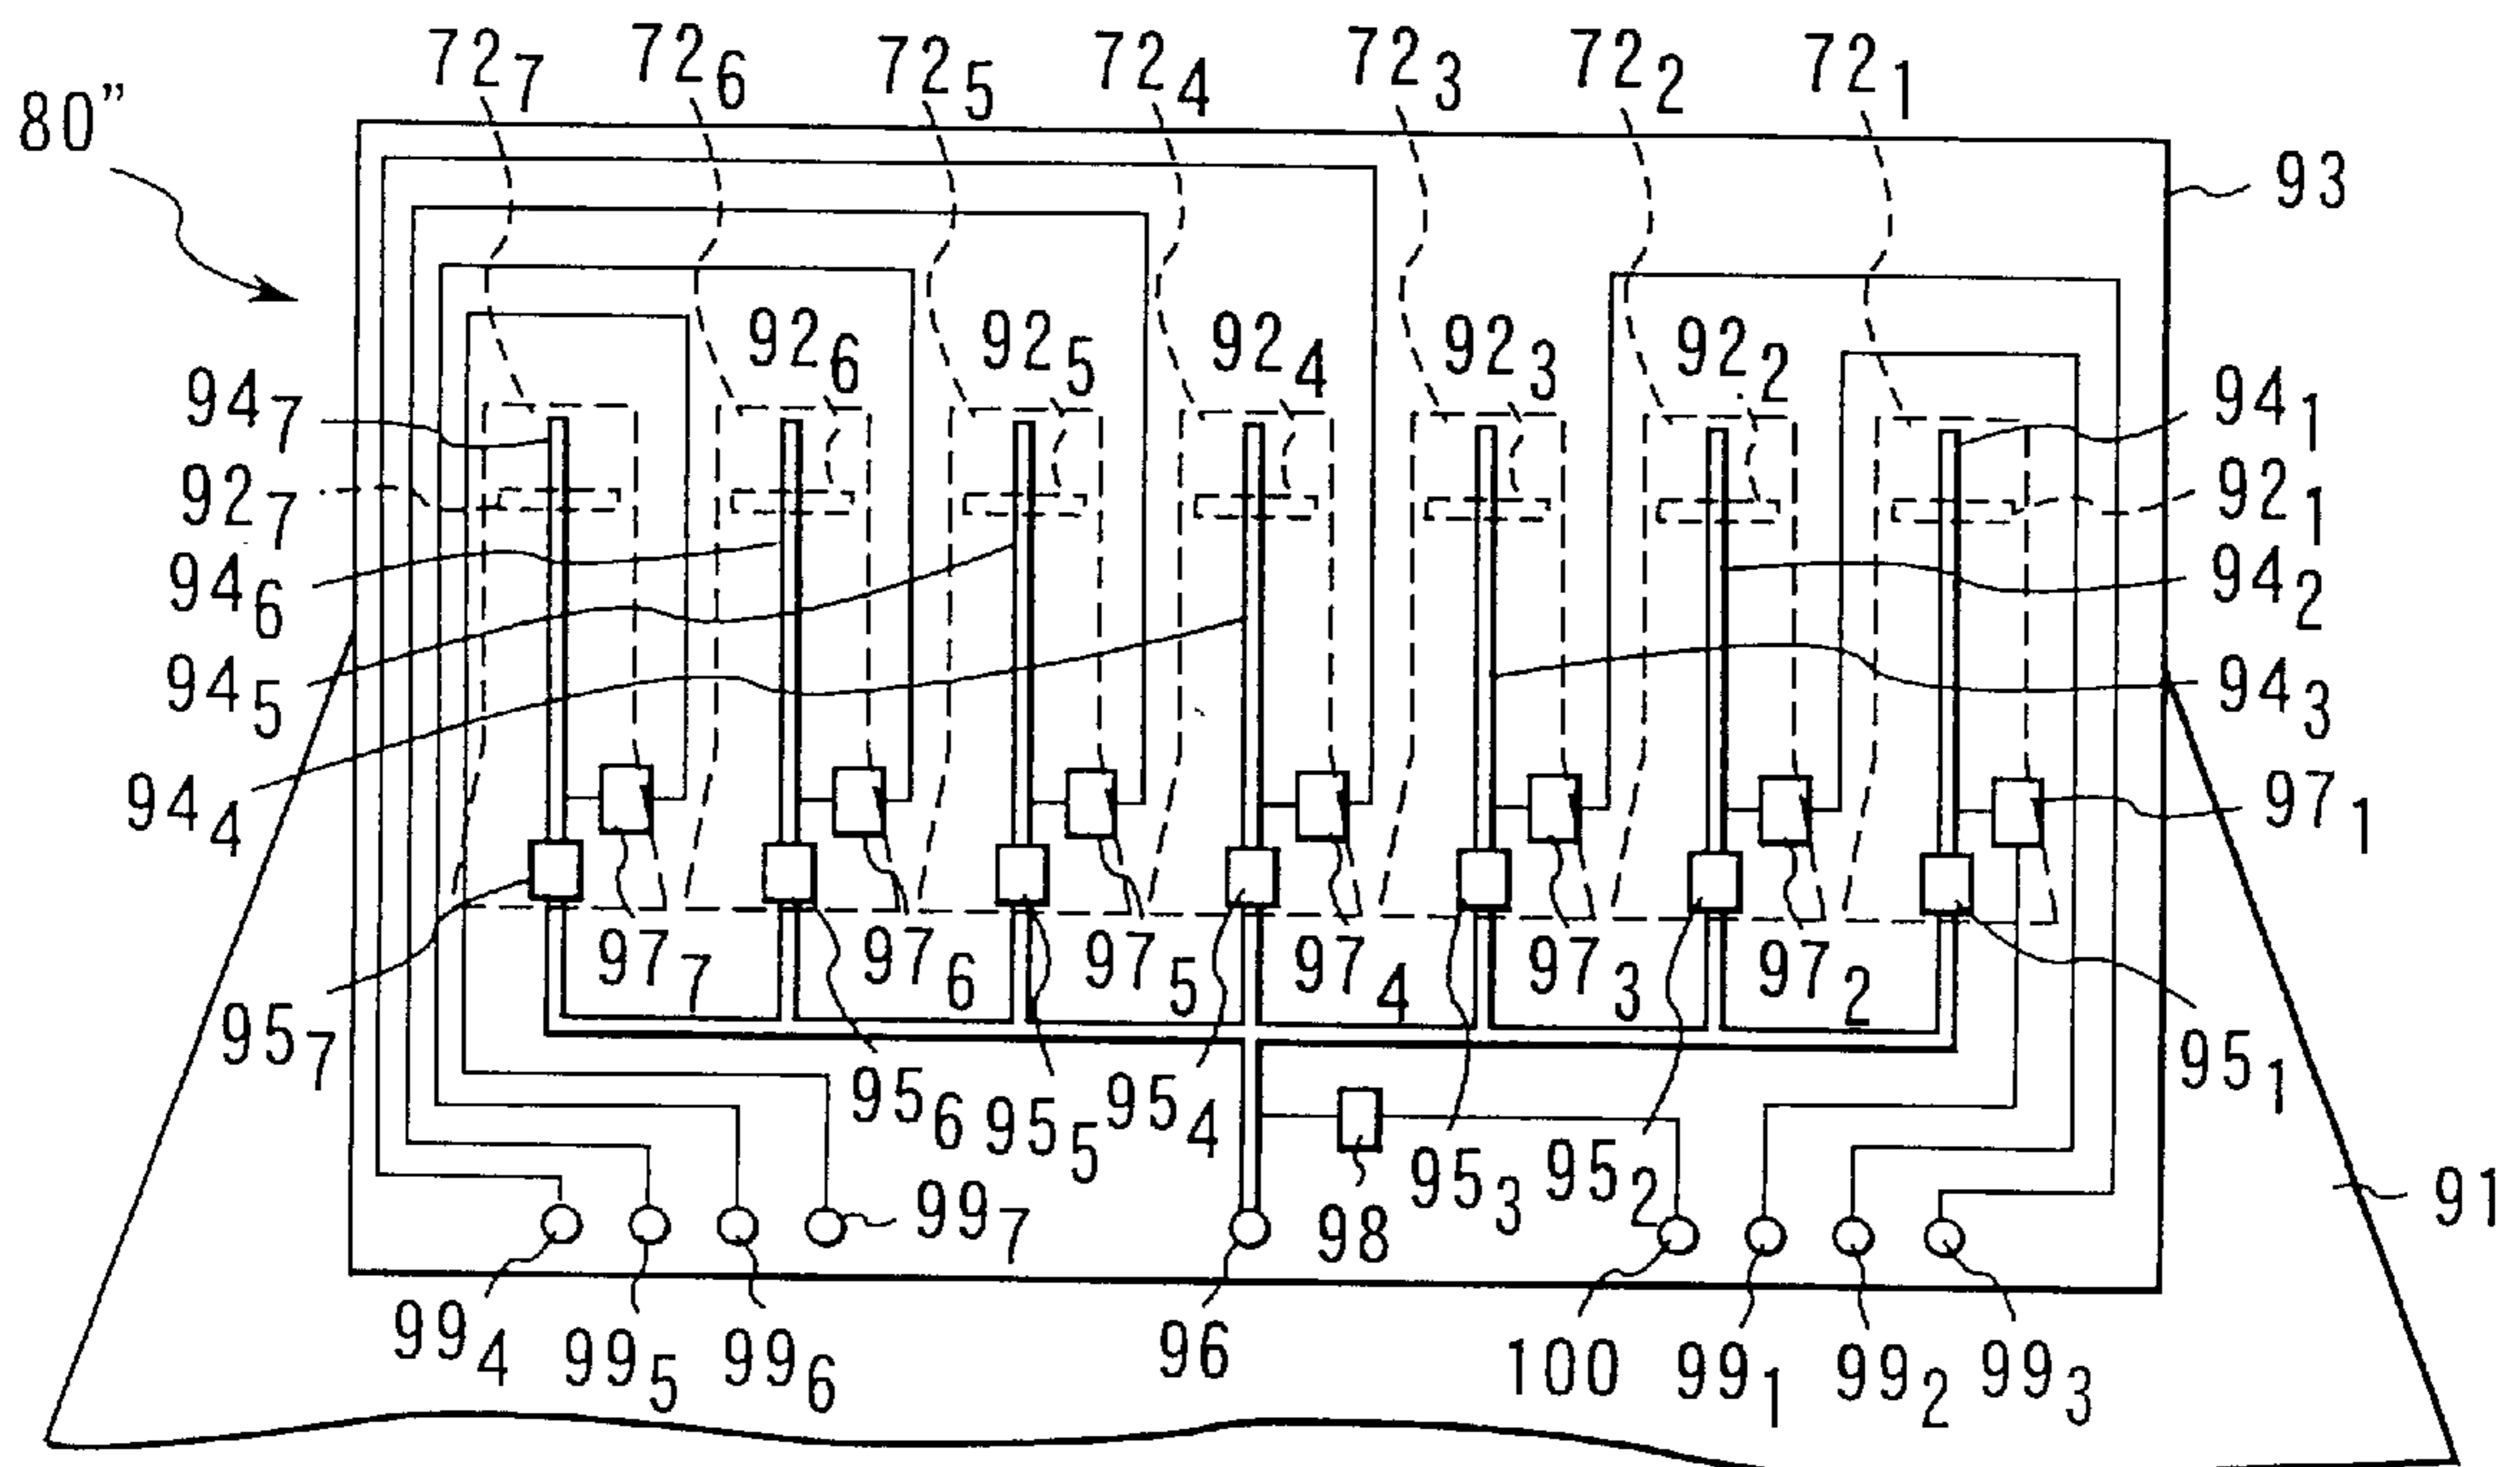 72₇ 72₆ 72₅ 72₄ 72₃ 72₂ 72₁
80”
93
92₆ 92₅ 92₄ 92₃ 92₂
94₇ 94₁
92₇ 92₁
94₆ 94₂
94₅ 94₃
94₄ 97₁
97₇ 97₆ 97₅ 97₄ 97₃ 97₂
95₇ 95₁
95₆ 95₅ 95₄ 95₃ 95₂
99₇ 98 91
99₄ 99₅ 99₆ 96 100 99₁ 99₂ 99₃